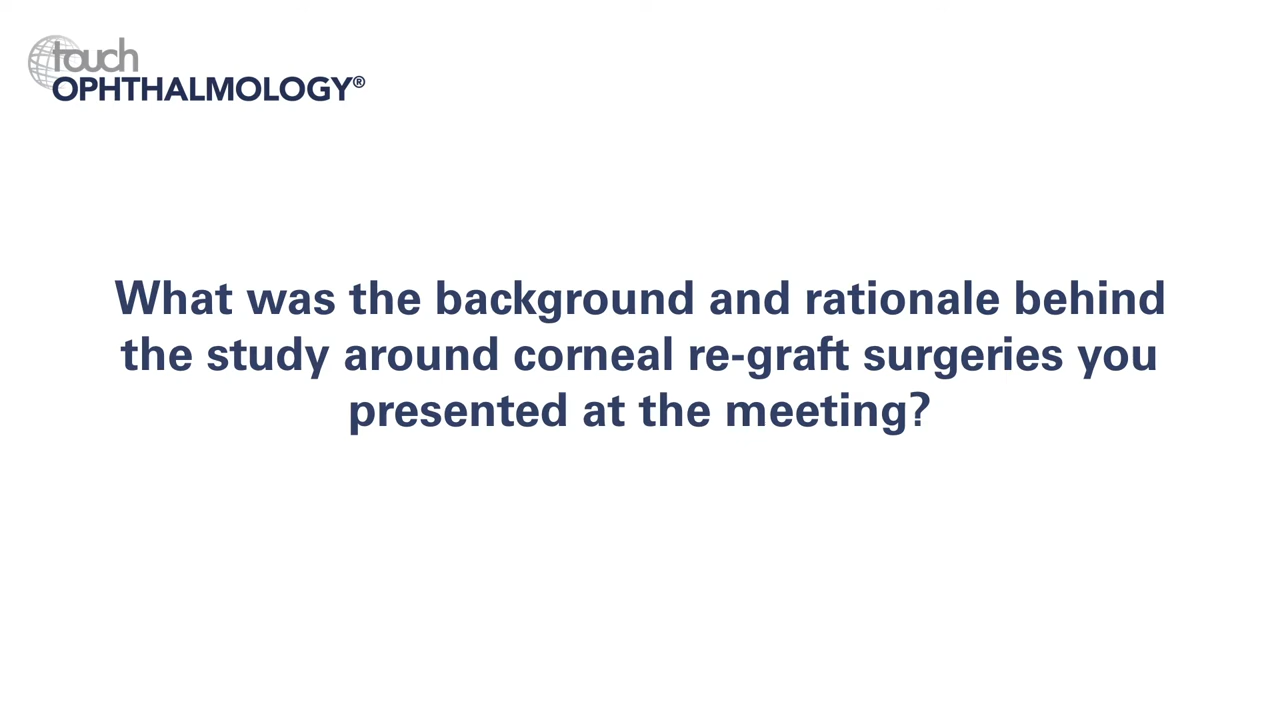 touch
OPHTHALMOLOGY®
What was the background and rationale behind
the study around corneal re-graft surgeries you
presented at the meeting?